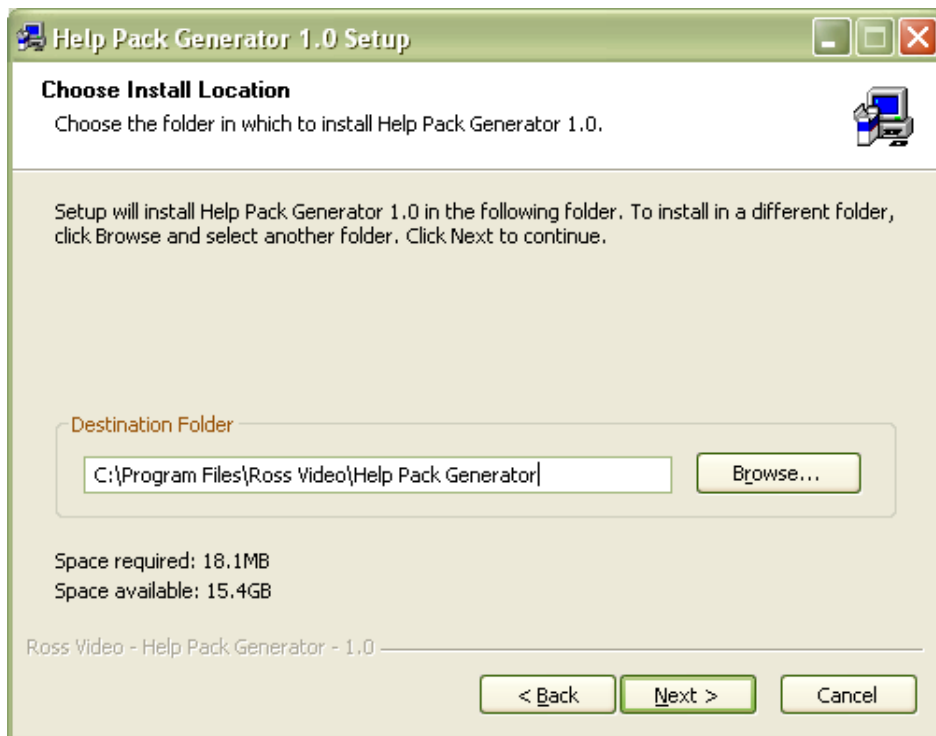 Help Pack Generator 1.0 Setup
Choose Install Location
Choose the folder in which to install Help Pack Generator 1.0.
Setup will install Help Pack Generator 1.0 in the following folder. To install in a different folder,
click Browse and select another folder. Click Next to continue.
Destination Folder
C:\Program Files\Ross Video\Help Pack Generator
Browse...
Space required: 18.1MB
Space available: 15.4GB
Ross Video - Help Pack Generator - 1.0
< Back
Next >
Cancel